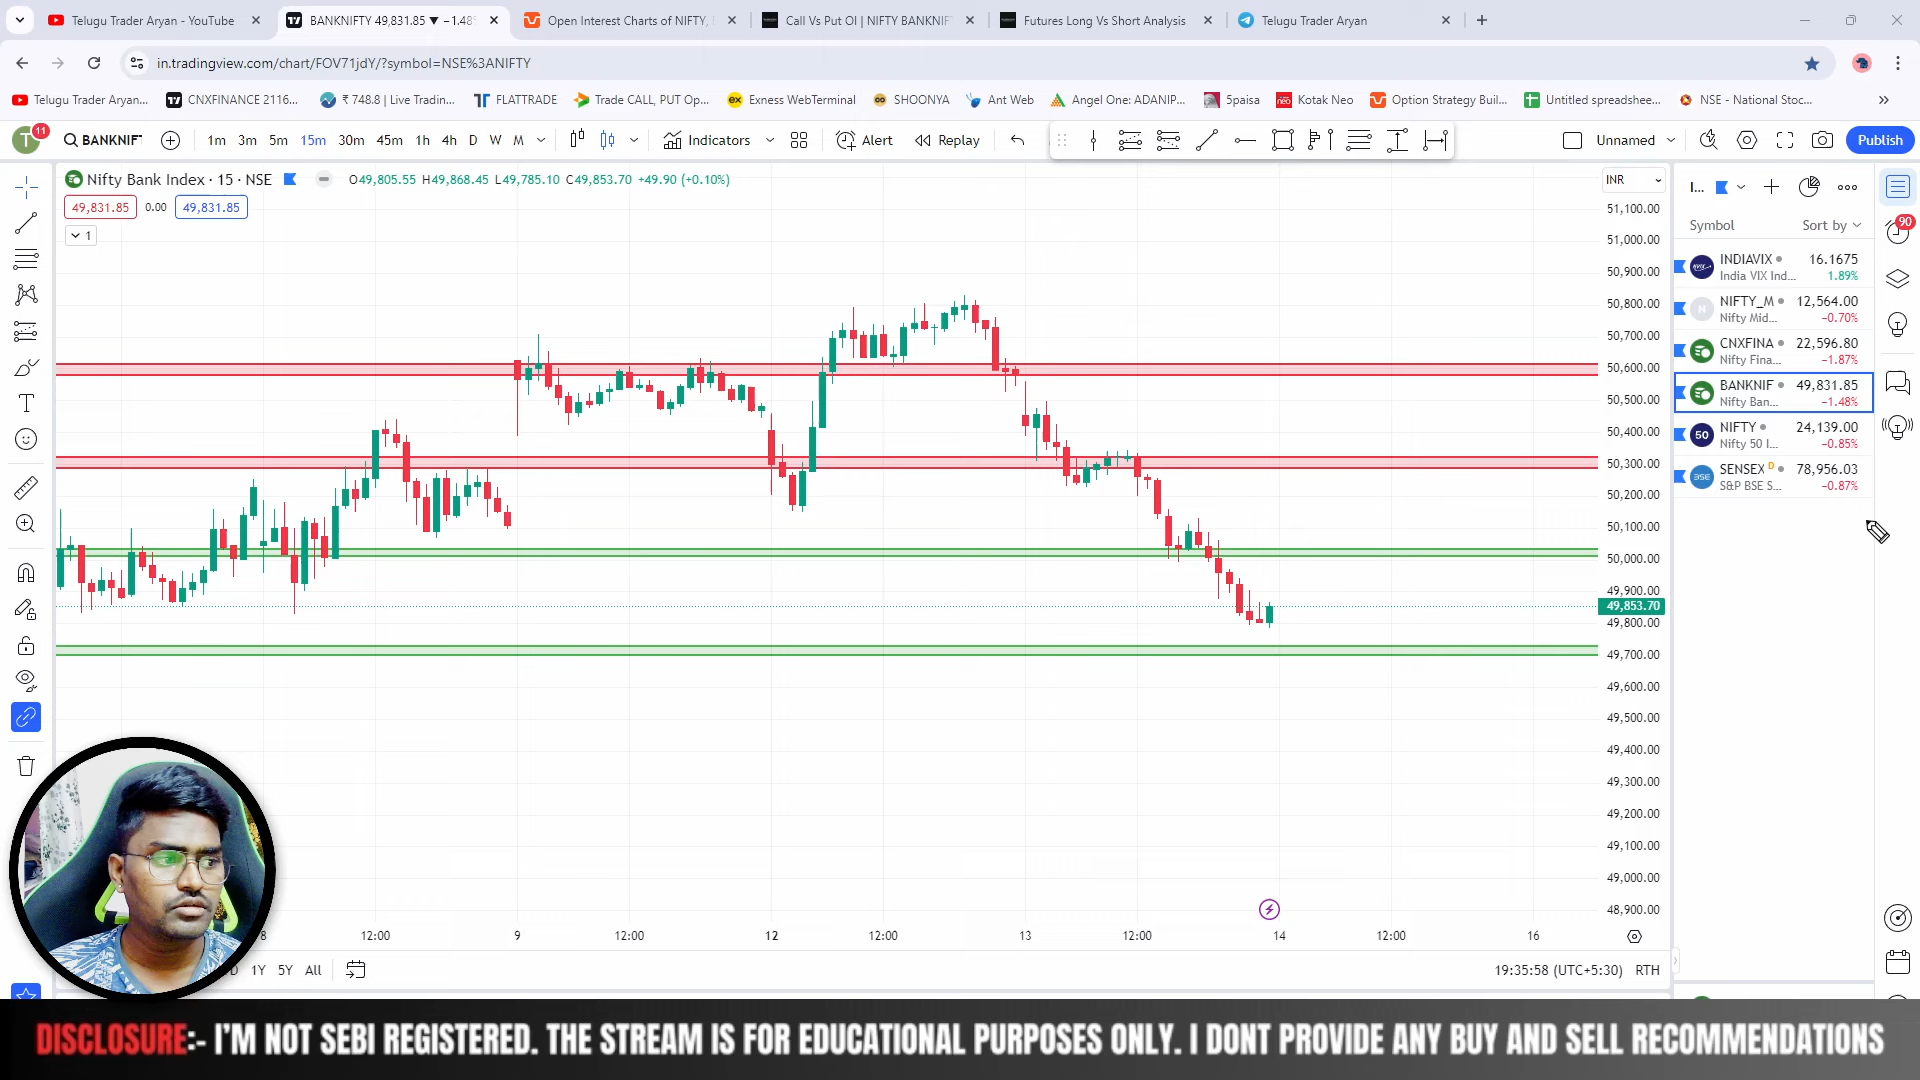 Telugu Trader Aryan - YouTube
BANKNIFTY 49,831.85 ▼ −1.48
Open Interest Charts of NIFTY,
Call Vs Put OI | NIFTY BANKNIF
Futures Long Vs Short Analysis
Telugu Trader Aryan
in.tradingview.com/chart/FOV71jdY/?symbol=NSE%3ANIFTY
Telugu Trader Aryan...
CNXFINANCE 2116...
₹ 748.8 | Live Tradin...
FLATTRADE
Trade CALL, PUT Op...
Exness WebTerminal
SHOONYA
Ant Web
Angel One: ADANIP...
5paisa
Kotak Neo
Option Strategy Buil...
Untitled spreadshee...
NSE - National Stoc...
T 11
BANKNIF
1m 3m 5m 15m 30m 45m 1h 4h D W M
Indicators
Alert
Replay
Unnamed
Publish
Nifty Bank Index · 15 · NSE
O49,805.55 H49,868.45 L49,785.10 C49,853.70 +49.90 (+0.10%)
49,831.85 0.00 49,831.85
1
INR
51,100.00
51,000.00
50,900.00
50,800.00
50,700.00
50,600.00
50,500.00
50,400.00
50,300.00
50,200.00
50,100.00
50,000.00
49,900.00
49,853.70
49,800.00
49,700.00
49,600.00
49,500.00
49,400.00
49,300.00
49,200.00
49,100.00
49,000.00
48,900.00
I...
Symbol Sort by
90
INDIAVIX 16.1675
India VIX Ind... 1.89%
NIFTY_M 12,564.00
Nifty Mid... −0.70%
CNXFINA 22,596.80
Nifty Fina... −1.87%
BANKNIF 49,831.85
Nifty Ban... −1.48%
50 NIFTY 24,139.00
Nifty 50 I... −0.85%
BSE SENSEX D 78,956.03
S&P BSE S... −0.87%
8 12:00 9 12:00 12 12:00 13 12:00 14 12:00 16
D 1Y 5Y All
19:35:58 (UTC+5:30) RTH
DISCLOSURE:- I'M NOT SEBI REGISTERED. THE STREAM IS FOR EDUCATIONAL PURPOSES ONLY. I DONT PROVIDE ANY BUY AND SELL RECOMMENDATIONS